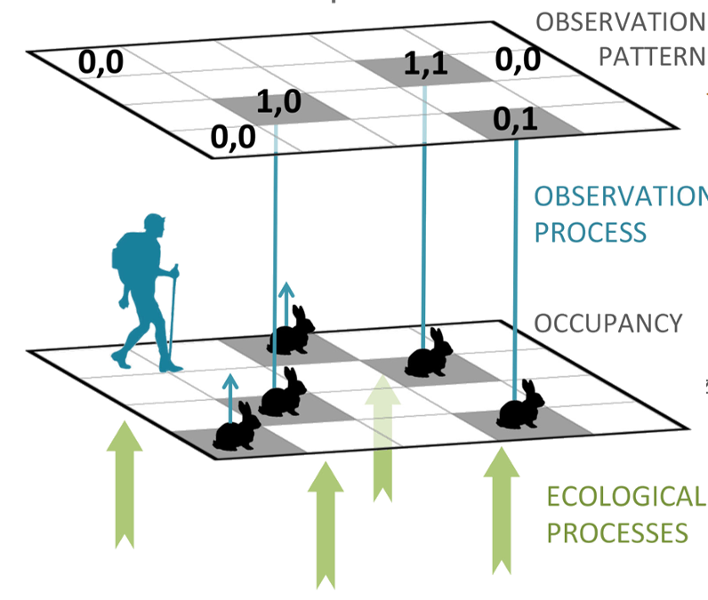 OBSERVATION
PATTERN
0,0
1,1
0,0
1,0
0,1
0,0
OBSERVATION
PROCESS
OCCUPANCY
ECOLOGICAL
PROCESSES